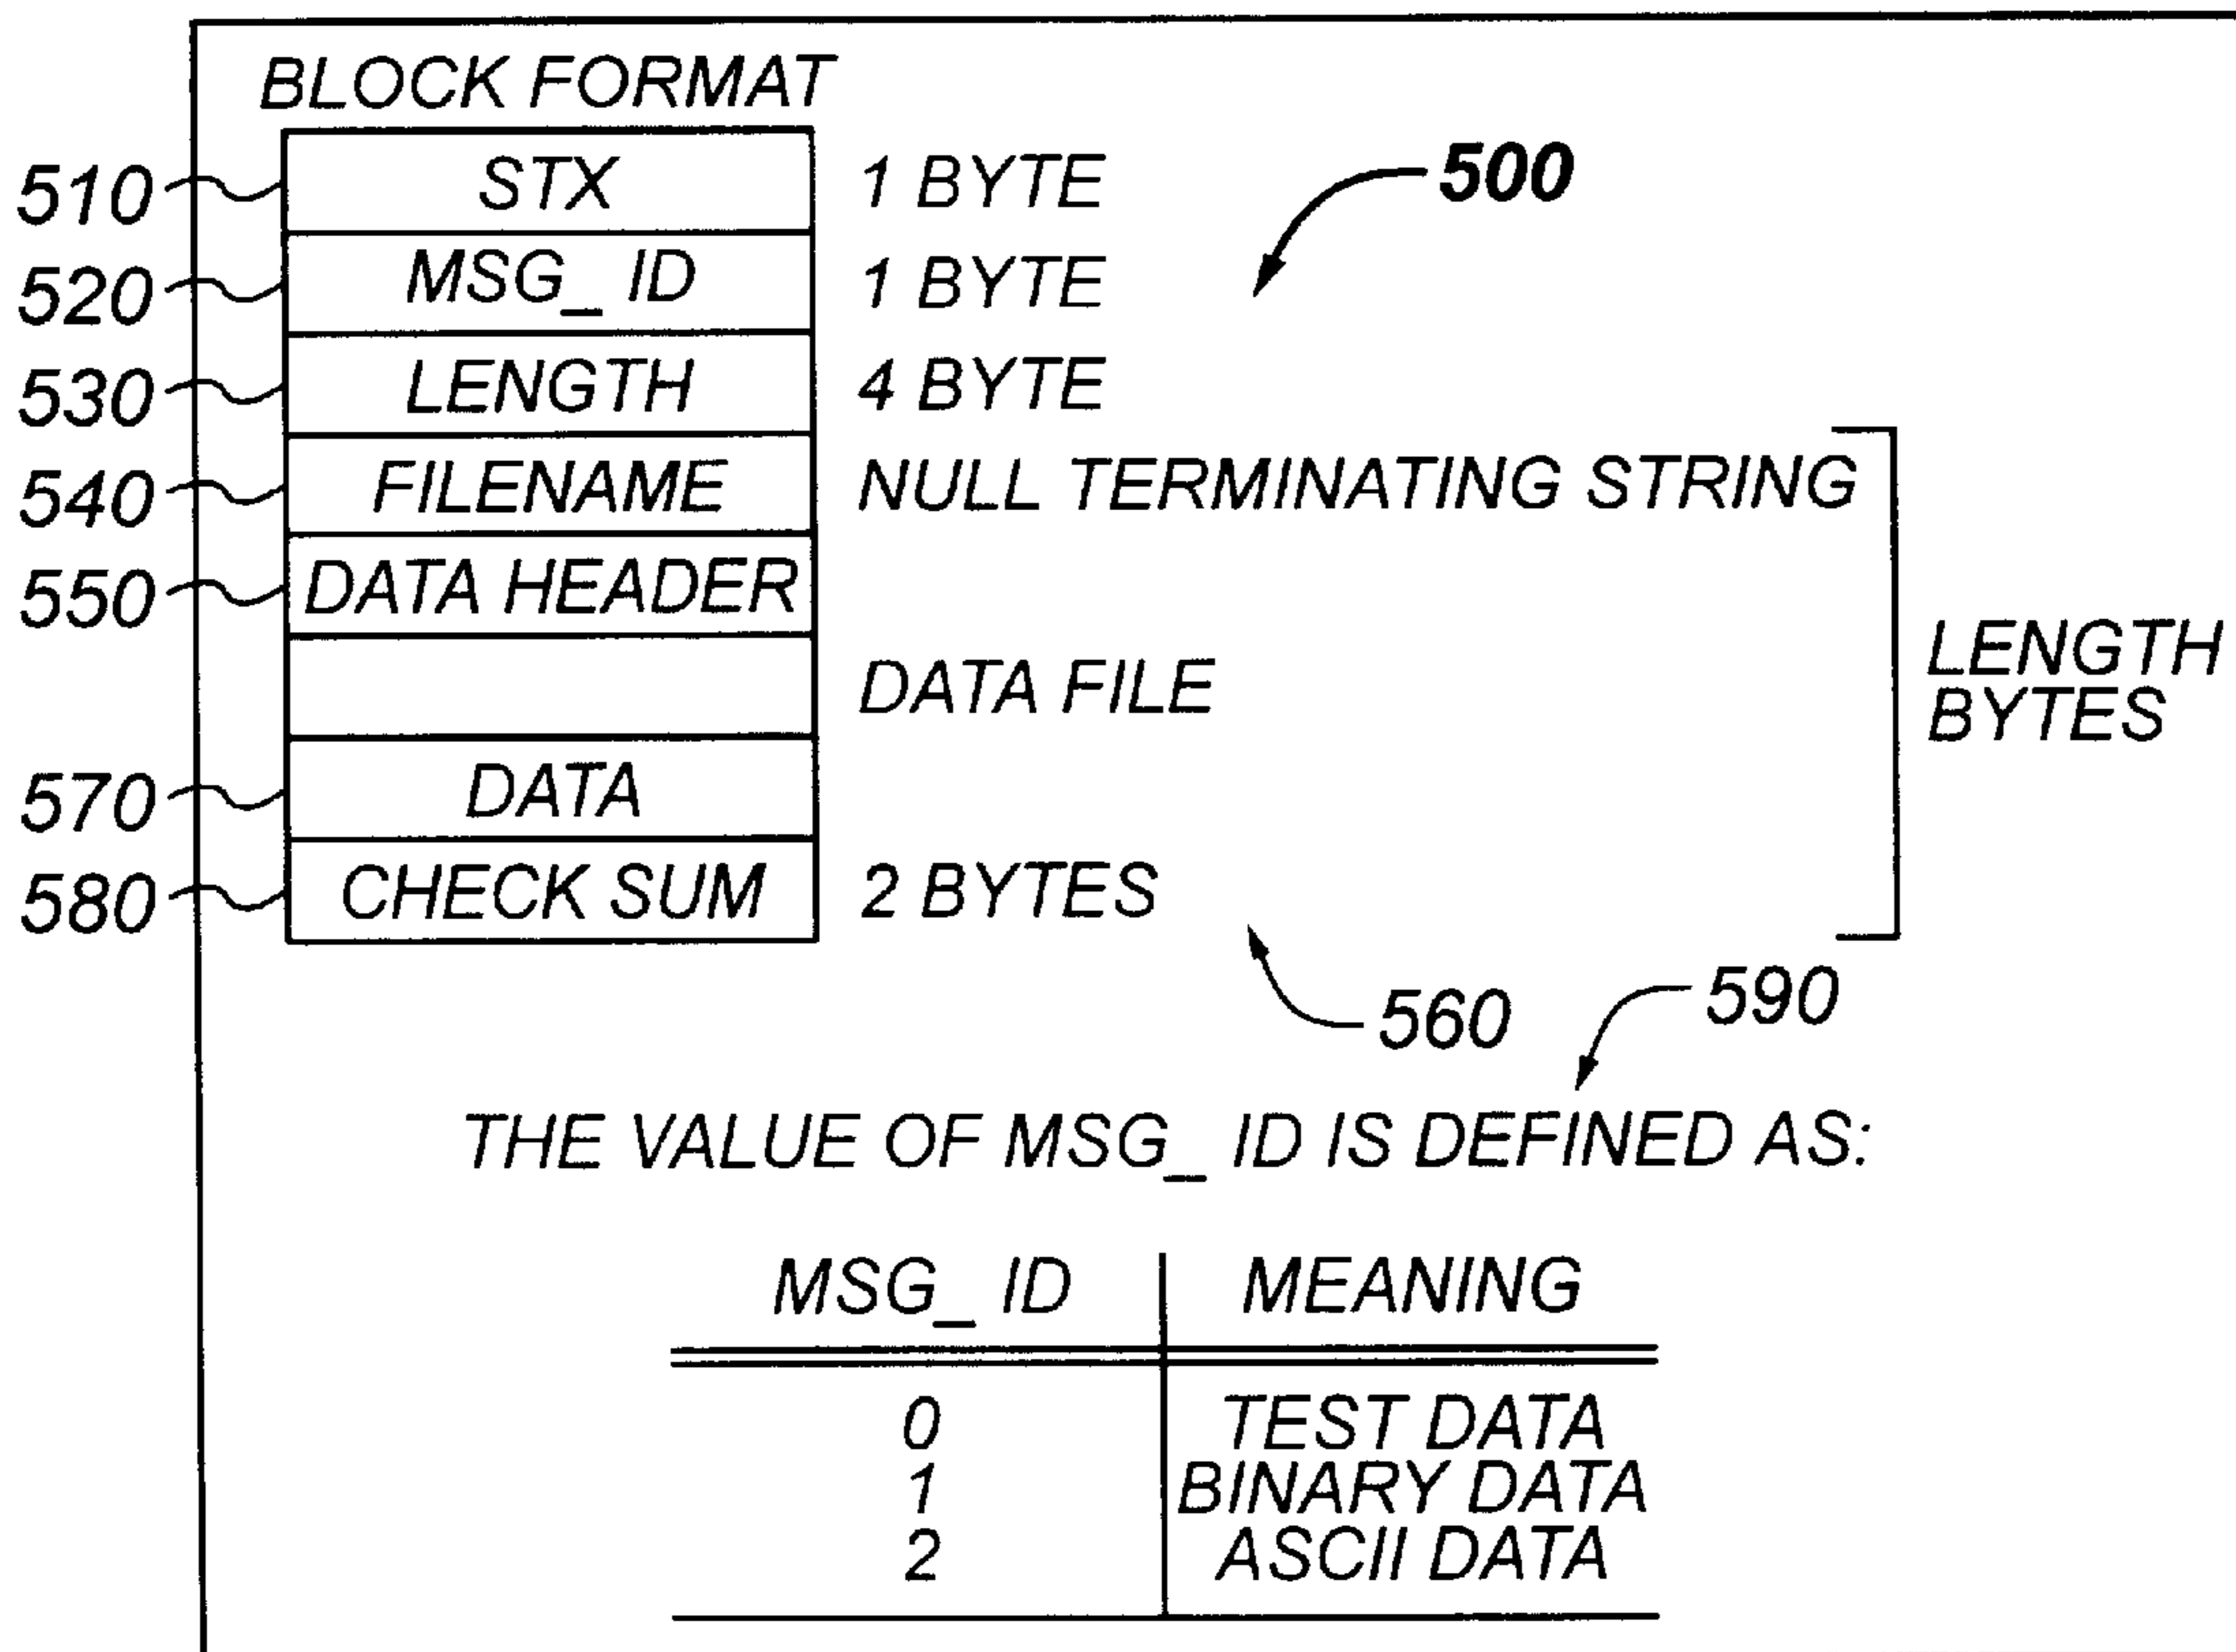 BLOCK FORMAT
510 STX 1 BYTE 500
520 MSG_ ID 1 BYTE
530 LENGTH 4 BYTE
540 FILENAME NULL TERMINATING STRING
550 DATA HEADER
DATA FILE
LENGTH
BYTES
570 DATA
580 CHECK SUM 2 BYTES
560 590
THE VALUE OF MSG_ ID IS DEFINED AS:
MSG_ ID MEANING
0 TEST DATA
1 BINARY DATA
2 ASCII DATA